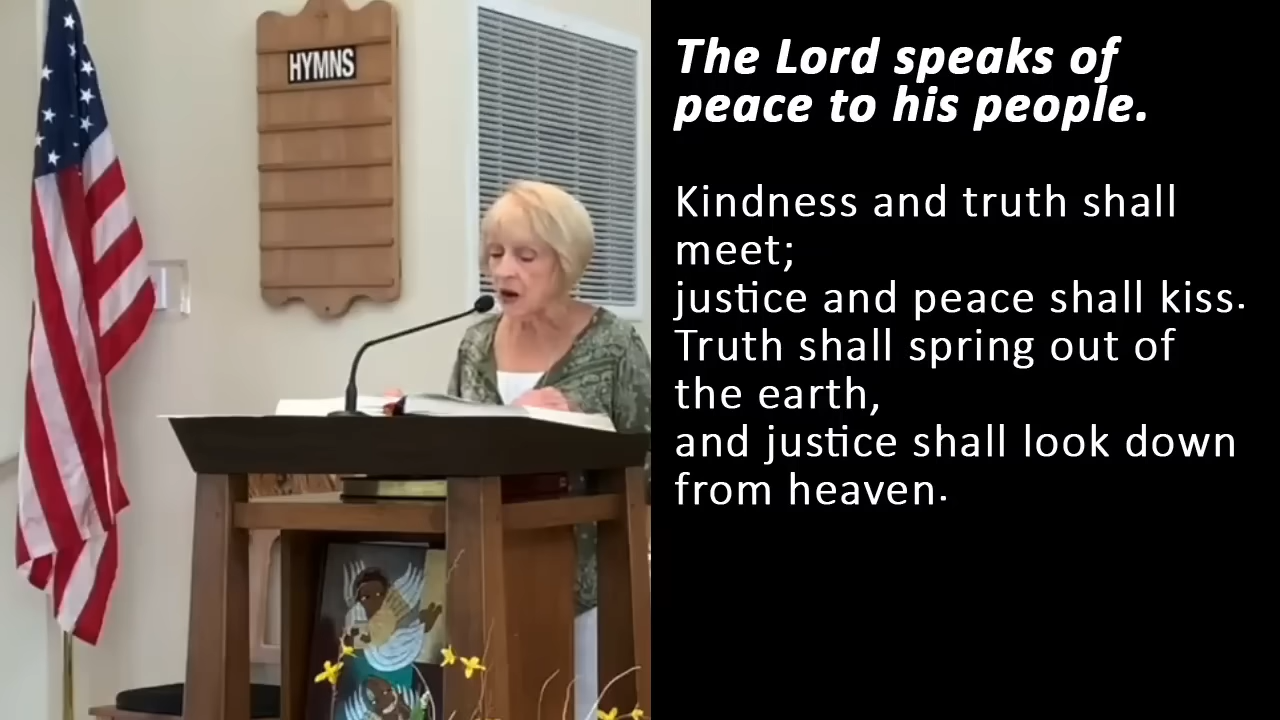 HYMNS
The Lord speaks of
peace to his people.
Kindness and truth shall
meet;
justice and peace shall kiss.
Truth shall spring out of
the earth,
and justice shall look down
from heaven.